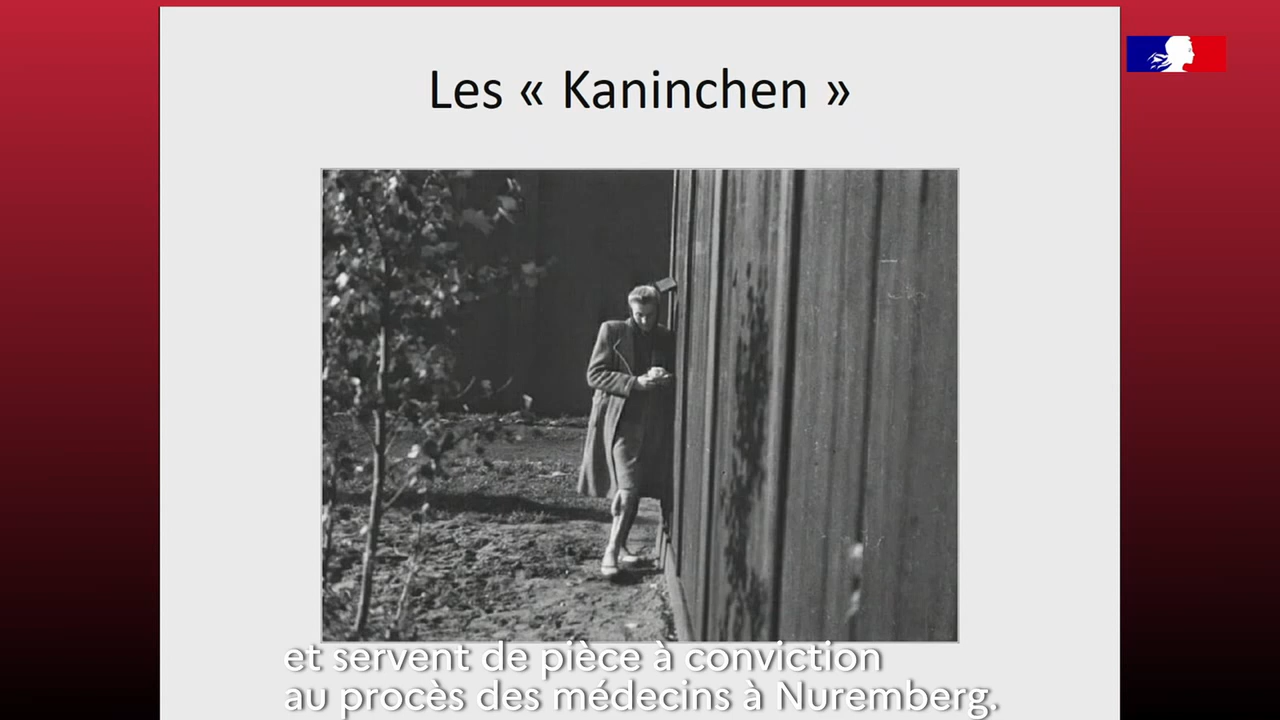 Les « Kaninchen »
et servent de pièce à conviction
au procès des médecins à Nuremberg.